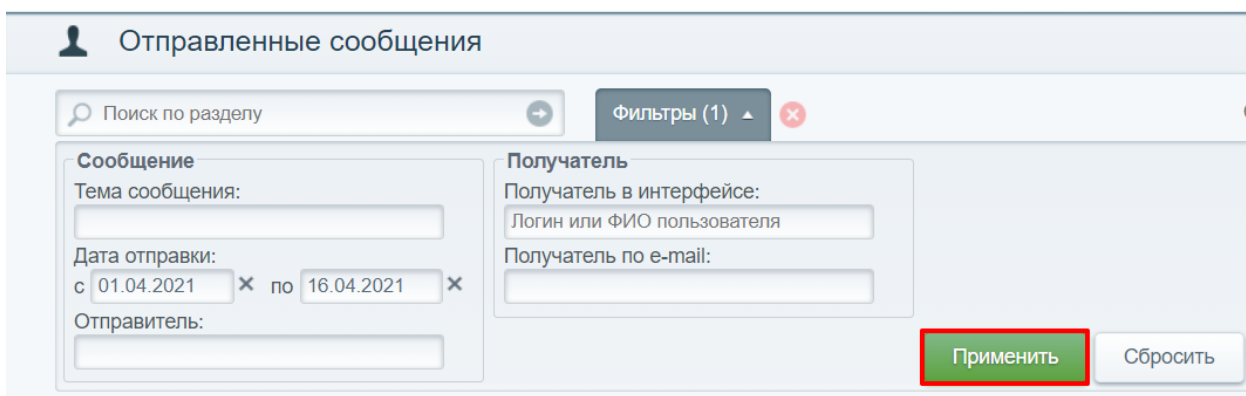 Отправленные сообщения
Поиск по разделу
Фильтры (1)
Сообщение
Тема сообщения:
Дата отправки:
с 01.04.2021 по 16.04.2021
Отправитель:
Получатель
Получатель в интерфейсе:
Логин или ФИО пользователя
Получатель по e-mail:
Применить
Сбросить